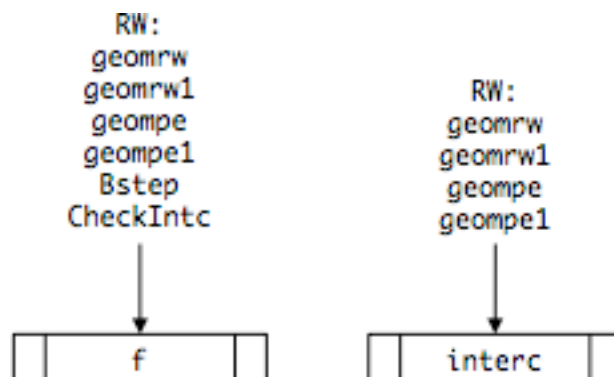 RW:
geomrw
geomrw1
geompe
geompe1
Bstep
CheckIntc
f
RW:
geomrw
geomrw1
geompe
geompe1
interc